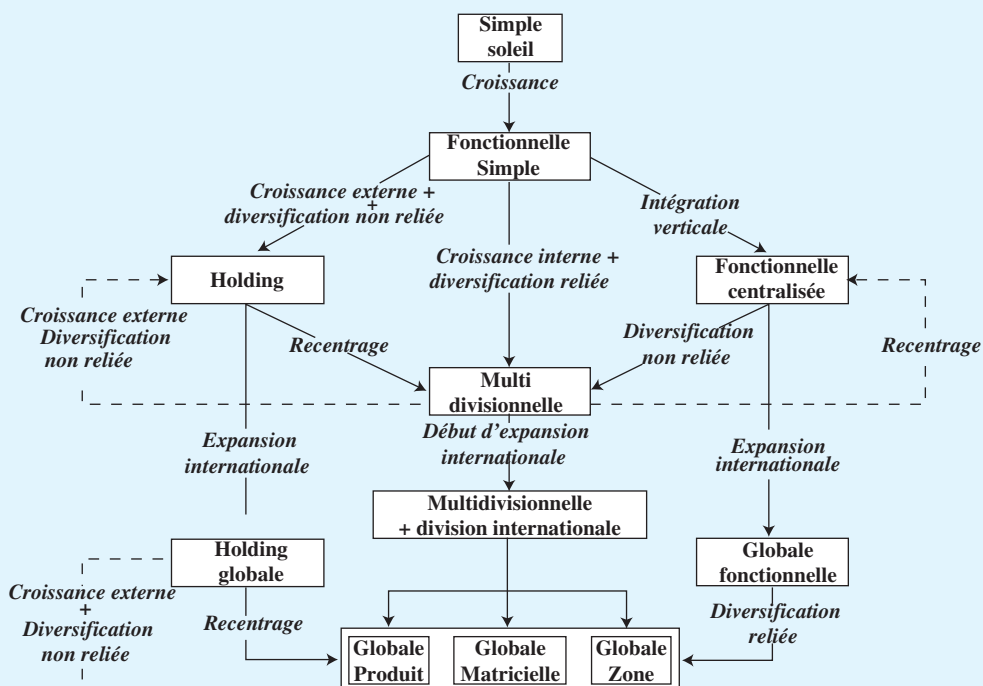 Simple
soleil
Croissance
Fonctionnelle
Simple
Croissance externe +
+
diversification non reliée
Intégration
verticale
Croissance interne +
diversification reliée
Holding
Fonctionnelle
centralisée
Croissance externe
Diversification
non reliée
Recentrage
Diversification
non reliée
Recentrage
Multi
divisionnelle
Expansion
internationale
Début d'expansion
internationale
Expansion
internationale
Multidivisionnelle
+ division internationale
Holding
globale
Globale
fonctionnelle
Croissance externe
+
Diversification
non reliée
Recentrage
Diversification
reliée
Globale
Produit
Globale
Matricielle
Globale
Zone